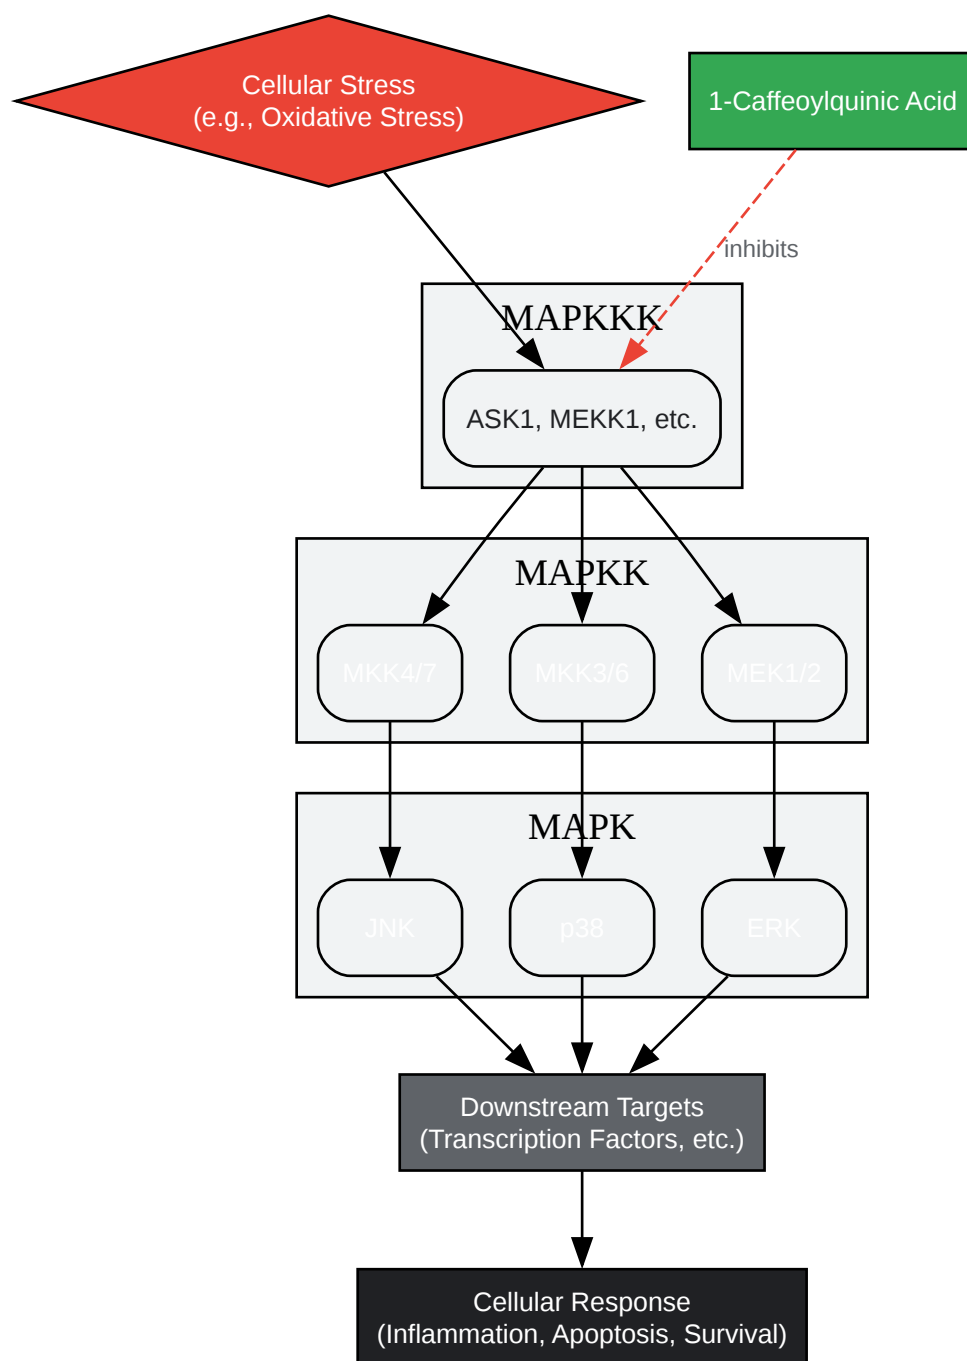 Cellular Stress
(e.g., Oxidative Stress)
1-Caffeoylquinic Acid
inhibits
MAPKKK
ASK1, MEKK1, etc.
MAPKK
MKK4/7
MKK3/6
MEK1/2
MAPK
JNK
p38
ERK
Downstream Targets
(Transcription Factors, etc.)
Cellular Response
(Inflammation, Apoptosis, Survival)